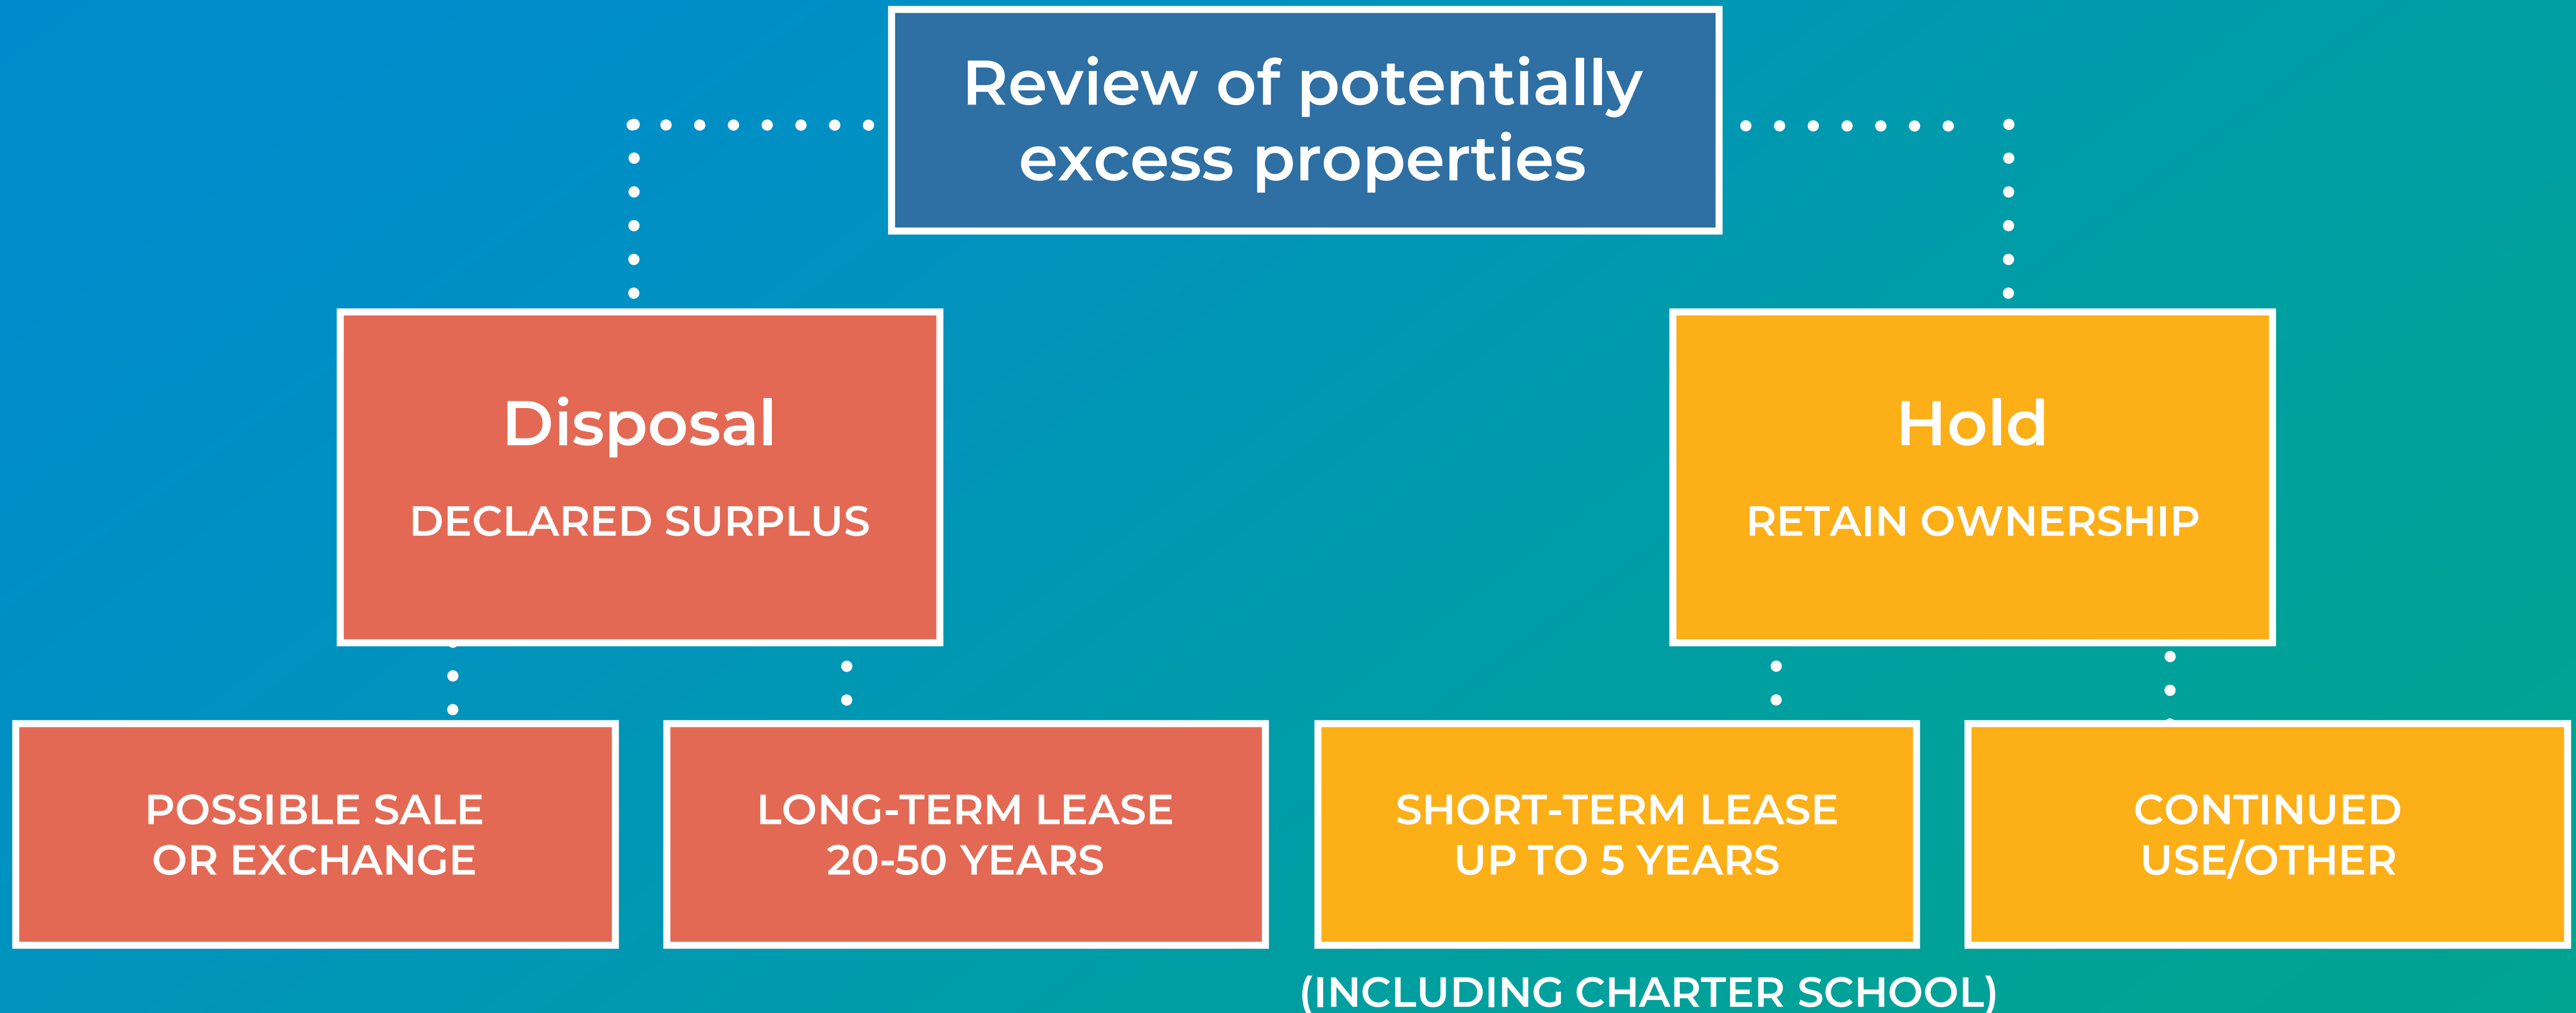 Review of potentially
excess properties
Disposal
DECLARED SURPLUS
Hold
RETAIN OWNERSHIP
POSSIBLE SALE
OR EXCHANGE
LONG-TERM LEASE
20-50 YEARS
SHORT-TERM LEASE
UP TO 5 YEARS
(INCLUDING CHARTER SCHOOL)
CONTINUED
USE/OTHER